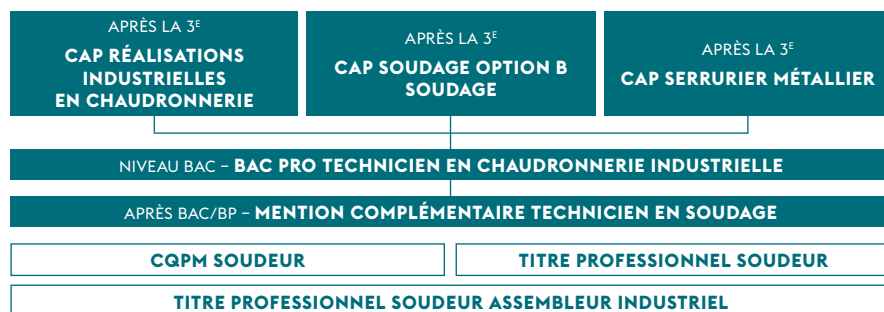 APRÈS LA 3E
CAP RÉALISATIONS
INDUSTRIELLES
EN CHAUDRONNERIE
APRÈS LA 3E
CAP SOUDAGE OPTION B
SOUDAGE
APRÈS LA 3E
CAP SERRURIER MÉTALLIER
NIVEAU BAC – BAC PRO TECHNICIEN EN CHAUDRONNERIE INDUSTRIELLE
APRÈS BAC/BP – MENTION COMPLÉMENTAIRE TECHNICIEN EN SOUDAGE
CQPM SOUDEUR
TITRE PROFESSIONNEL SOUDEUR
TITRE PROFESSIONNEL SOUDEUR ASSEMBLEUR INDUSTRIEL